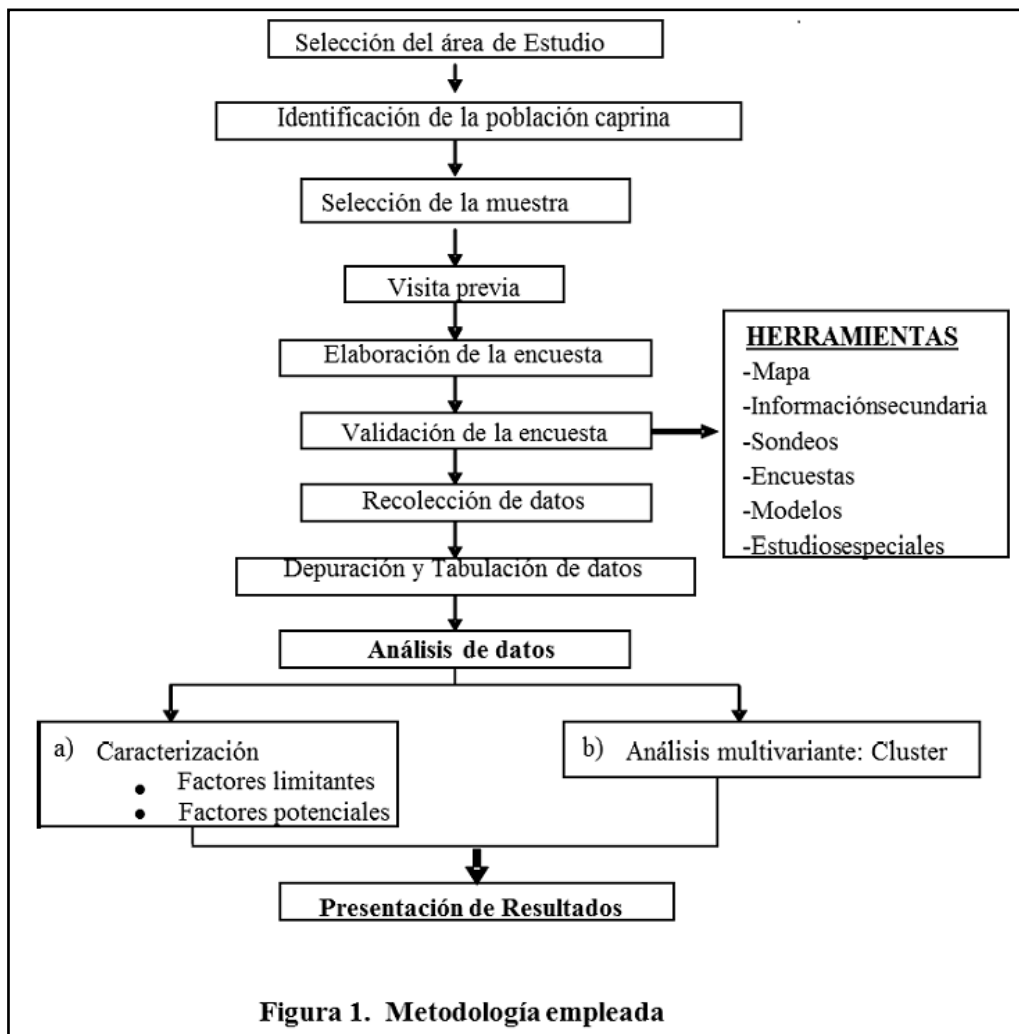 Selección del área de Estudio
Identificación de la población caprina
Selección de la muestra
Visita previa
Elaboración de la encuesta
Validación de la encuesta
HERRAMIENTAS
-Mapa
-Informaciónsecundaria
-Sondeos
-Encuestas
-Modelos
-Estudiosespeciales
Recolección de datos
Depuración y Tabulación de datos
Análisis de datos
a) Caracterización
• Factores limitantes
• Factores potenciales
b) Análisis multivariante: Cluster
Presentación de Resultados
Figura 1. Metodología empleada